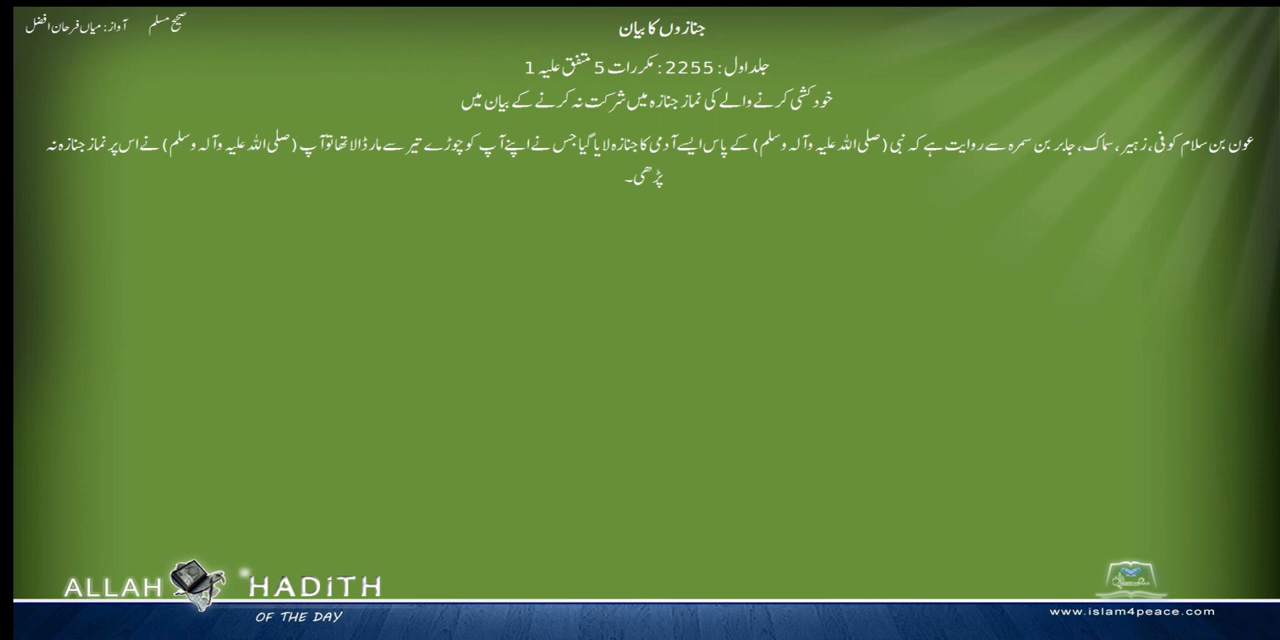 صحیح مسلم آواز: میاں فرحان افضل
جنازوں کا بیان
جلد اول : 2255 : مکررات 5 متفق علیہ 1
خودکشی کرنے والے کی نماز جنازہ میں شرکت نہ کرنے کے بیان میں
عون بن سلام کوفی، زہیر، سماک، جابر بن سمرہ سے روایت ہے کہ نبی (صلی اللہ علیہ وآلہ وسلم) کے پاس ایسے آدمی کا جنازہ لایا گیا جس نے اپنے آپ کو چوڑے تیر سے مار ڈالا تھا تو آپ (صلی اللہ علیہ وآلہ وسلم) نے اس پر نماز جنازہ نہ
پڑھی۔
ALLAH HADITH
OF THE DAY
www.islam4peace.com